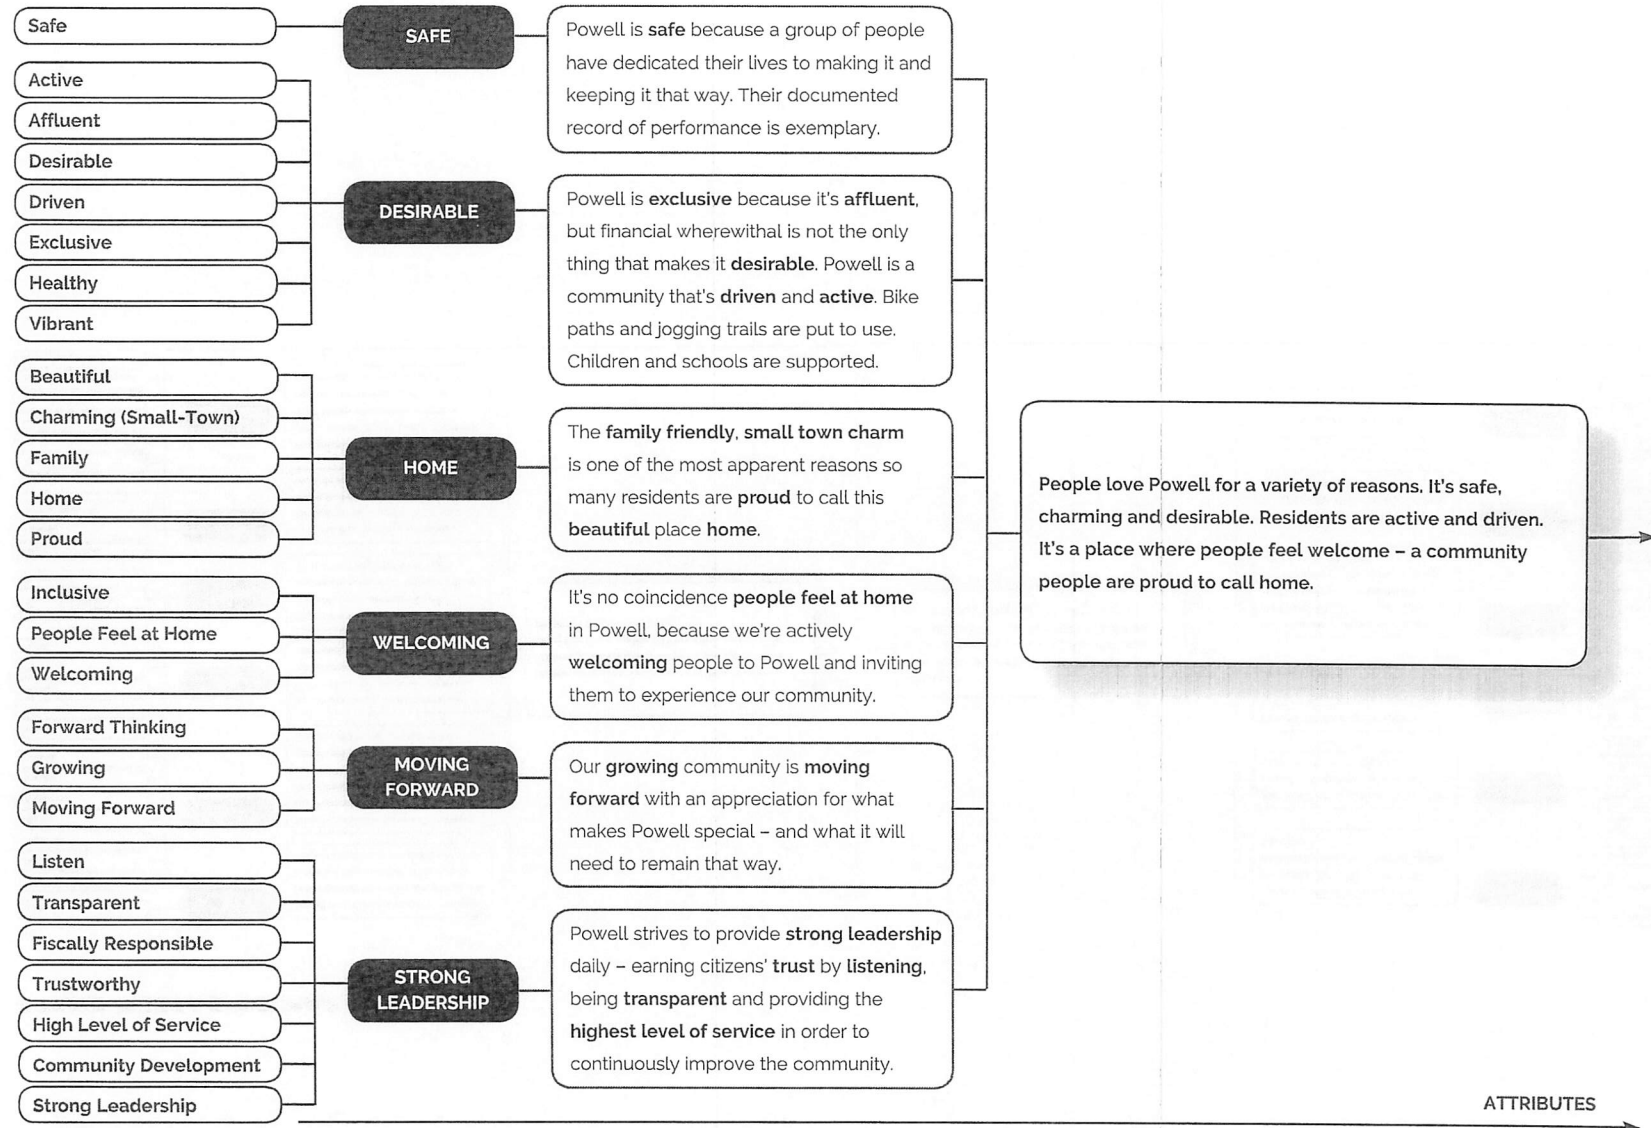 Safe
SAFE
Powell is safe because a group of people
have dedicated their lives to making it and
keeping it that way. Their documented
record of performance is exemplary.
Active
Affluent
Desirable
Driven
Exclusive
Healthy
Vibrant
DESIRABLE
Powell is exclusive because it's affluent,
but financial wherewithal is not the only
thing that makes it desirable. Powell is a
community that's driven and active. Bike
paths and jogging trails are put to use.
Children and schools are supported.
Beautiful
Charming (Small-Town)
Family
Home
Proud
HOME
The family friendly, small town charm
is one of the most apparent reasons so
many residents are proud to call this
beautiful place home.
Inclusive
People Feel at Home
Welcoming
WELCOMING
It's no coincidence people feel at home
in Powell, because we're actively
welcoming people to Powell and inviting
them to experience our community.
Forward Thinking
Growing
Moving Forward
MOVING
FORWARD
Our growing community is moving
forward with an appreciation for what
makes Powell special – and what it will
need to remain that way.
Listen
Transparent
Fiscally Responsible
Trustworthy
High Level of Service
Community Development
Strong Leadership
STRONG
LEADERSHIP
Powell strives to provide strong leadership
daily – earning citizens' trust by listening,
being transparent and providing the
highest level of service in order to
continuously improve the community.
People love Powell for a variety of reasons. It's safe,
charming and desirable. Residents are active and driven.
It's a place where people feel welcome – a community
people are proud to call home.
ATTRIBUTES